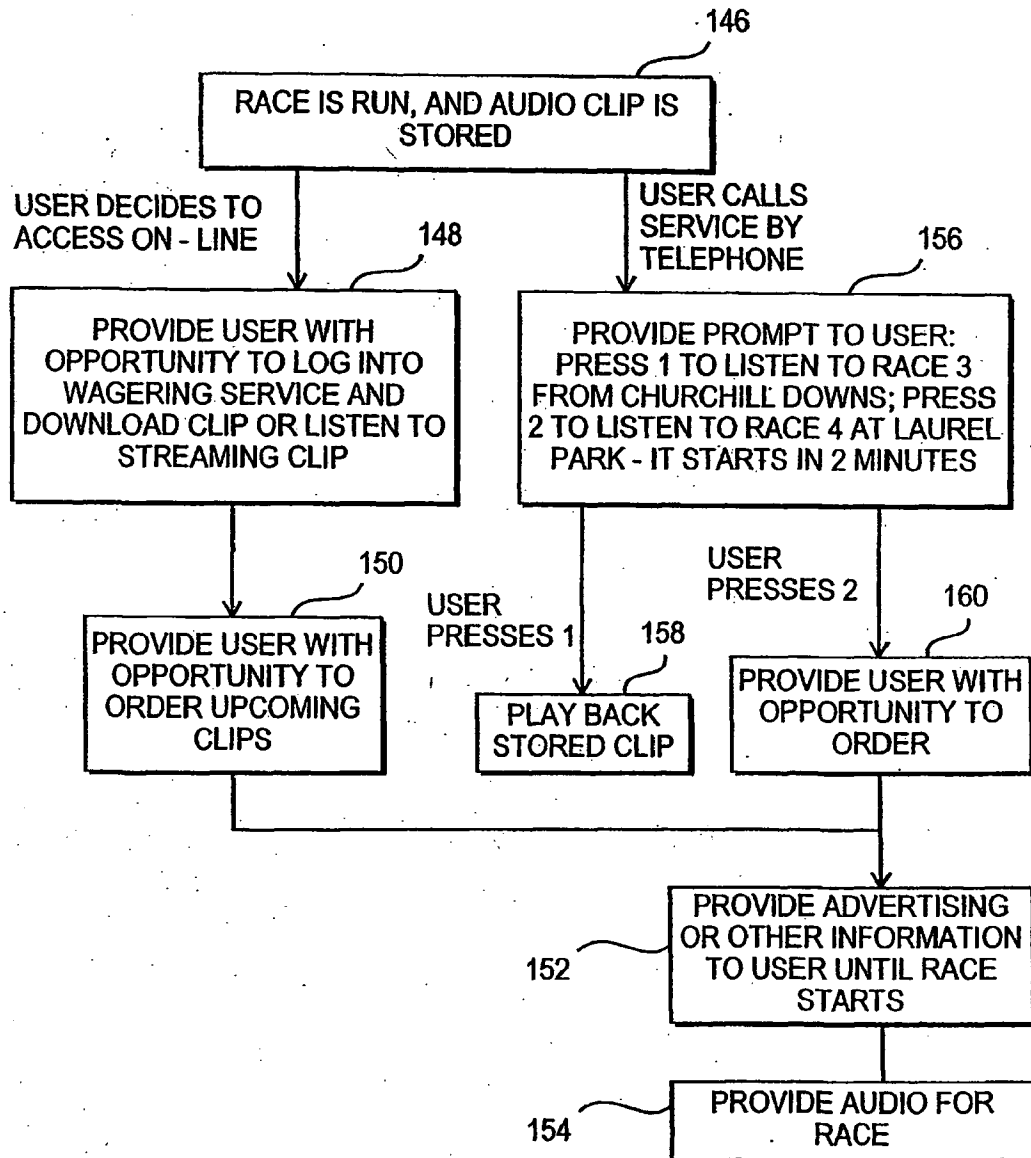 146
RACE IS RUN, AND AUDIO CLIP IS
STORED
USER DECIDES TO
ACCESS ON - LINE
148
USER CALLS
SERVICE BY
TELEPHONE
156
PROVIDE USER WITH
OPPORTUNITY TO LOG INTO
WAGERING SERVICE AND
DOWNLOAD CLIP OR LISTEN TO
STREAMING CLIP
PROVIDE PROMPT TO USER:
PRESS 1 TO LISTEN TO RACE 3
FROM CHURCHILL DOWNS; PRESS
2 TO LISTEN TO RACE 4 AT LAUREL
PARK - IT STARTS IN 2 MINUTES
150
USER
PRESSES 1
158
USER
PRESSES 2
160
PROVIDE USER WITH
OPPORTUNITY TO
ORDER UPCOMING
CLIPS
PLAY BACK
STORED CLIP
PROVIDE USER WITH
OPPORTUNITY TO
ORDER
152
PROVIDE ADVERTISING
OR OTHER INFORMATION
TO USER UNTIL RACE
STARTS
154
PROVIDE AUDIO FOR
RACE